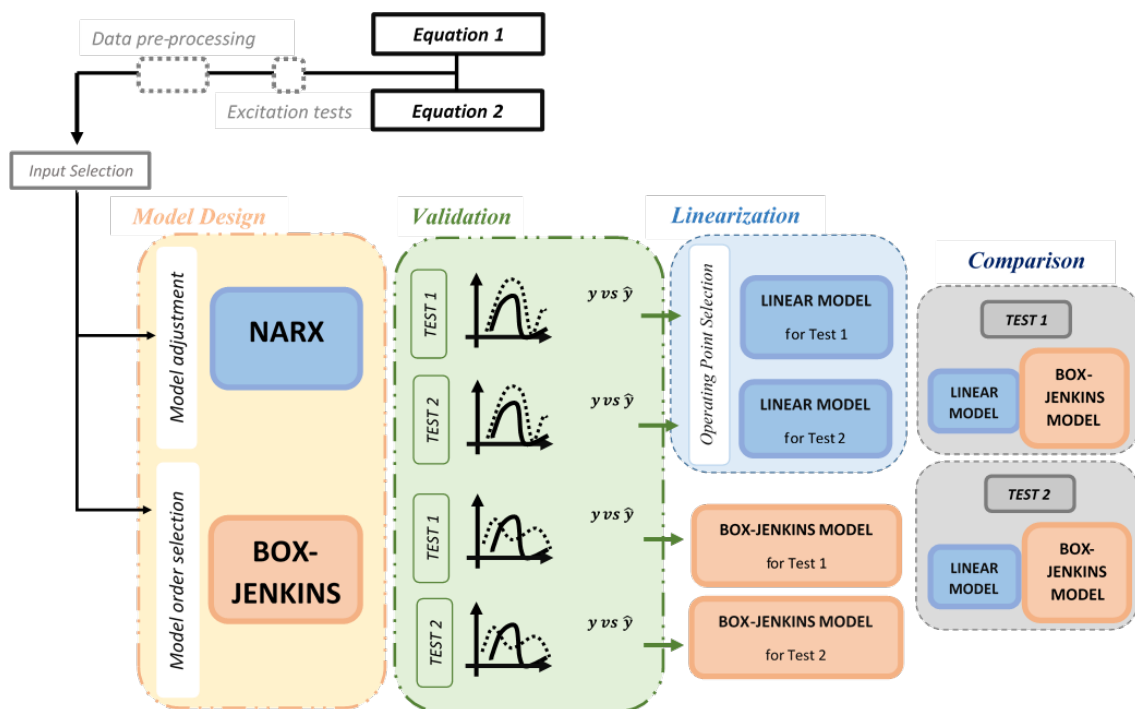 Data pre-processing
Equation 1
Excitation tests
Equation 2
Input Selection
Model Design
Model adjustment
NARX
Model order selection
BOX-
JENKINS
Validation
TEST 1
y vs ŷ
TEST 2
y vs ŷ
TEST 1
y vs ŷ
TEST 2
y vs ŷ
Linearization
Operating Point Selection
LINEAR MODEL
for Test 1
LINEAR MODEL
for Test 2
BOX-JENKINS MODEL
for Test 1
BOX-JENKINS MODEL
for Test 2
Comparison
TEST 1
LINEAR
MODEL
BOX-
JENKINS
MODEL
TEST 2
LINEAR
MODEL
BOX-
JENKINS
MODEL